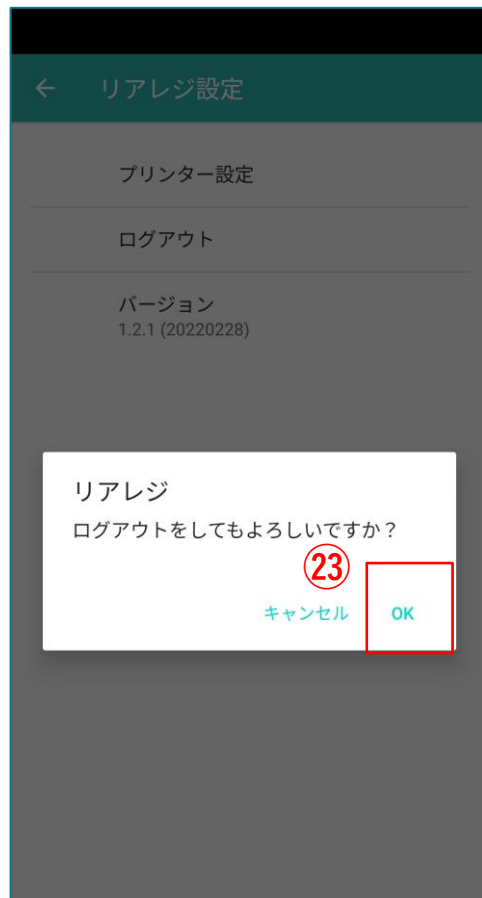 ← リアレジ設定
プリンター設定
ログアウト
バージョン
1.2.1 (20220228)
リアレジ
ログアウトをしてもよろしいですか？
㉓
キャンセル OK